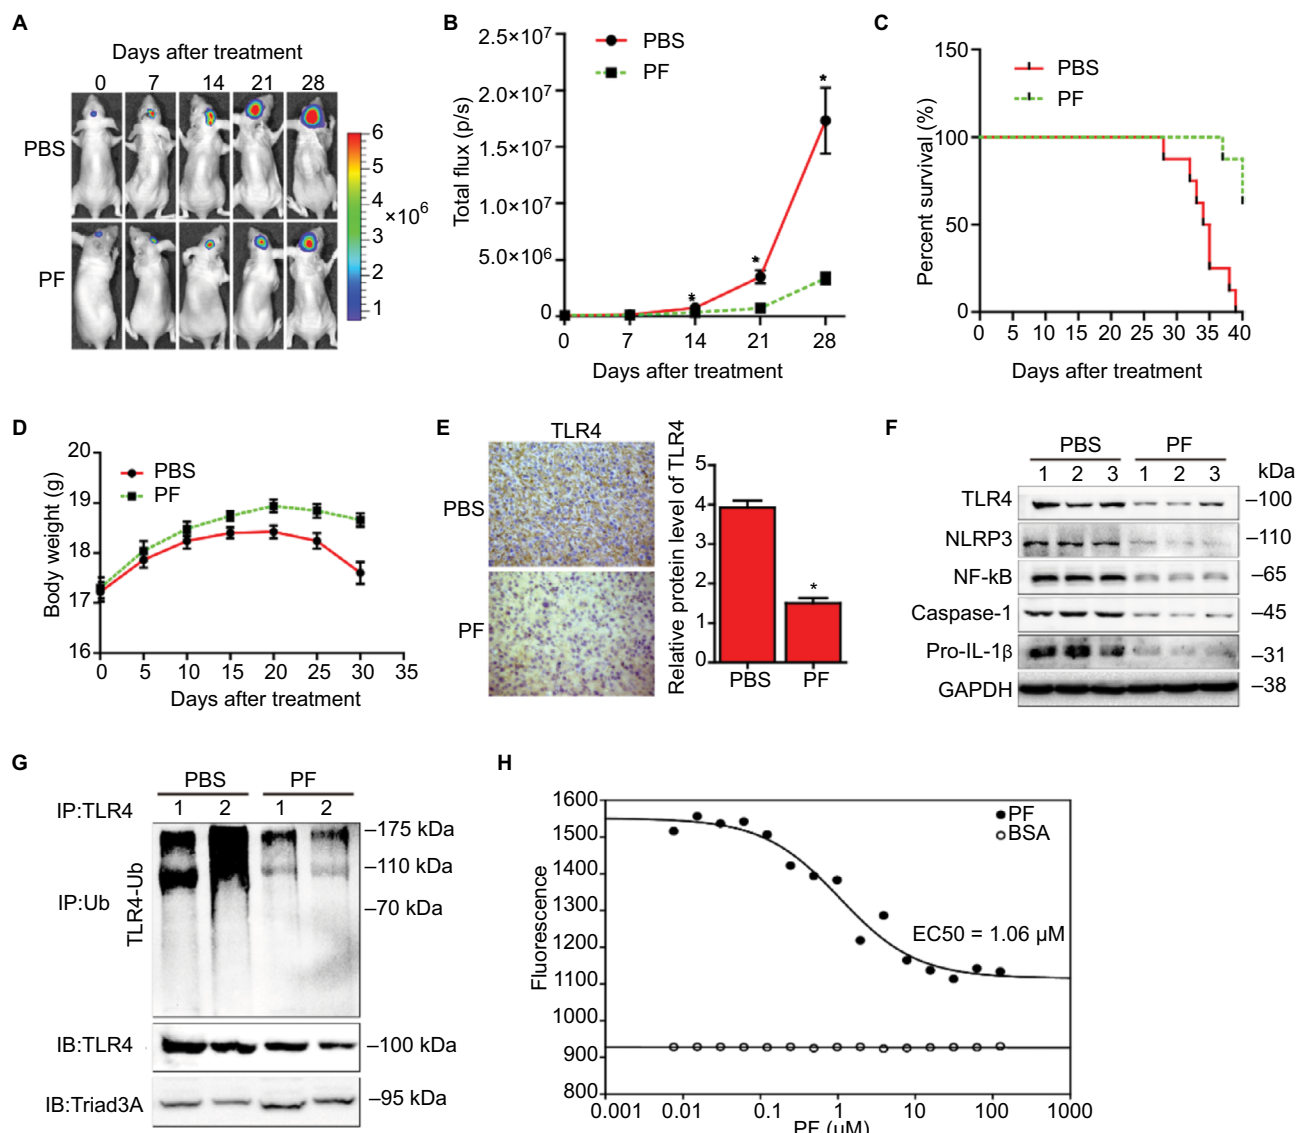 A
Days after treatment
0 7 14 21 28
PBS
PF
6
5
4
×10⁶
3
2
1
B
2.5×10⁷
2.0×10⁷
1.5×10⁷
1.0×10⁷
5.0×10⁶
0
Total flux (p/s)
PBS
PF
*
*
*
0 7 14 21 28
Days after treatment
C
150
100
50
0
Percent survival (%)
PBS
PF
0 5 10 15 20 25 30 35 40
Days after treatment
D
20
19
18
17
16
Body weight (g)
PBS
PF
0 5 10 15 20 25 30 35
Days after treatment
E
TLR4
PBS
PF
Relative protein level of TLR4
5
4
3
2
1
0
*
PBS PF
F
PBS PF
1 2 3 1 2 3 kDa
TLR4 –100
NLRP3 –110
NF-kB –65
Caspase-1 –45
Pro-IL-1β –31
GAPDH –38
G
PBS PF
IP:TLR4 1 2 1 2
–175 kDa
–110 kDa
IP:Ub
TLR4-Ub
–70 kDa
IB:TLR4 –100 kDa
IB:Triad3A –95 kDa
H
1600
1500
1400
1300
1200
1100
1000
900
800
Fluorescence
PF
BSA
EC50 = 1.06 µM
0.001 0.01 0.1 1 10 100 1000
PF (µM)